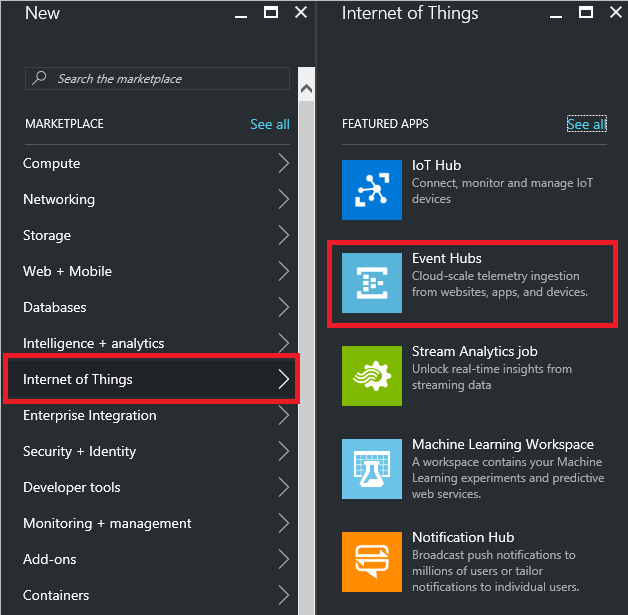 New
Search the marketplace
MARKETPLACE
See all
Compute
Networking
Storage
Web + Mobile
Databases
Intelligence + analytics
Internet of Things
Enterprise Integration
Security + Identity
Developer tools
Monitoring + management
Add-ons
Containers
Internet of Things
FEATURED APPS
See all
IoT Hub
Connect, monitor and manage IoT
devices
Event Hubs
Cloud-scale telemetry ingestion
from websites, apps, and devices.
Stream Analytics job
Unlock real-time insights from
streaming data
Machine Learning Workspace
A workspace contains your Machine
Learning experiments and predictive
web services.
Notification Hub
Broadcast push notifications to
millions of users or tailor
notifications to individual users.